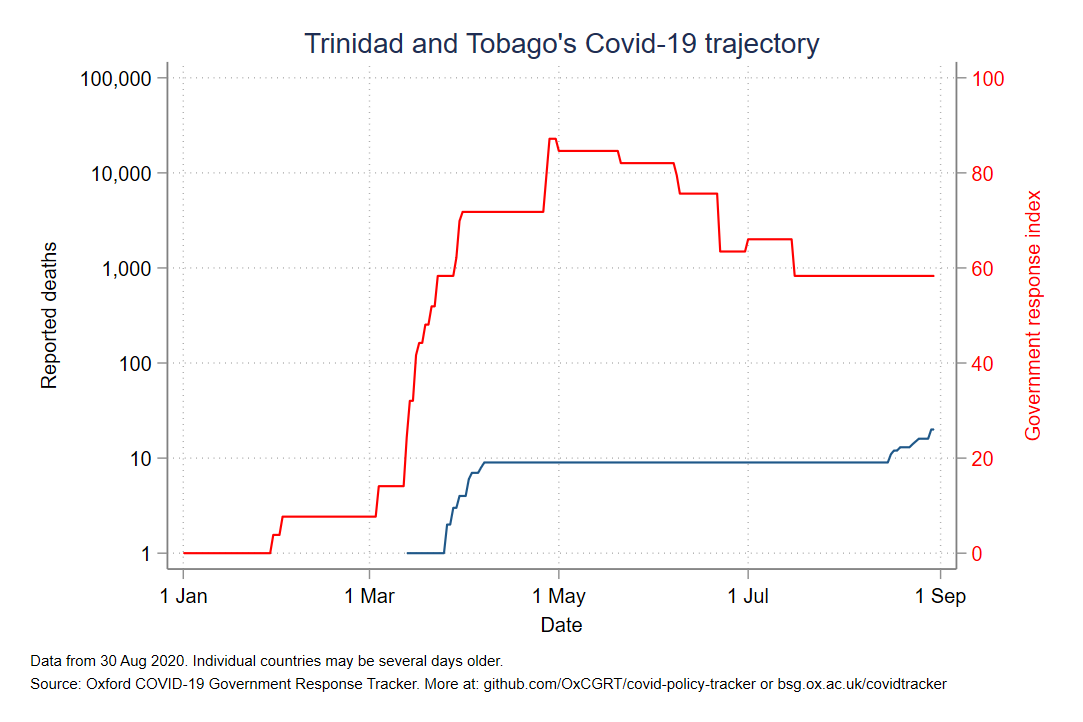 Trinidad and Tobago's Covid-19 trajectory
100,000
10,000
1,000
100
10
1
Reported deaths
100
80
60
40
20
0
Government response index
1 Jan
1 Mar
1 May
1 Jul
1 Sep
Date
Data from 30 Aug 2020. Individual countries may be several days older.
Source: Oxford COVID-19 Government Response Tracker. More at: github.com/OxCGRT/covid-policy-tracker or bsg.ox.ac.uk/covidtracker